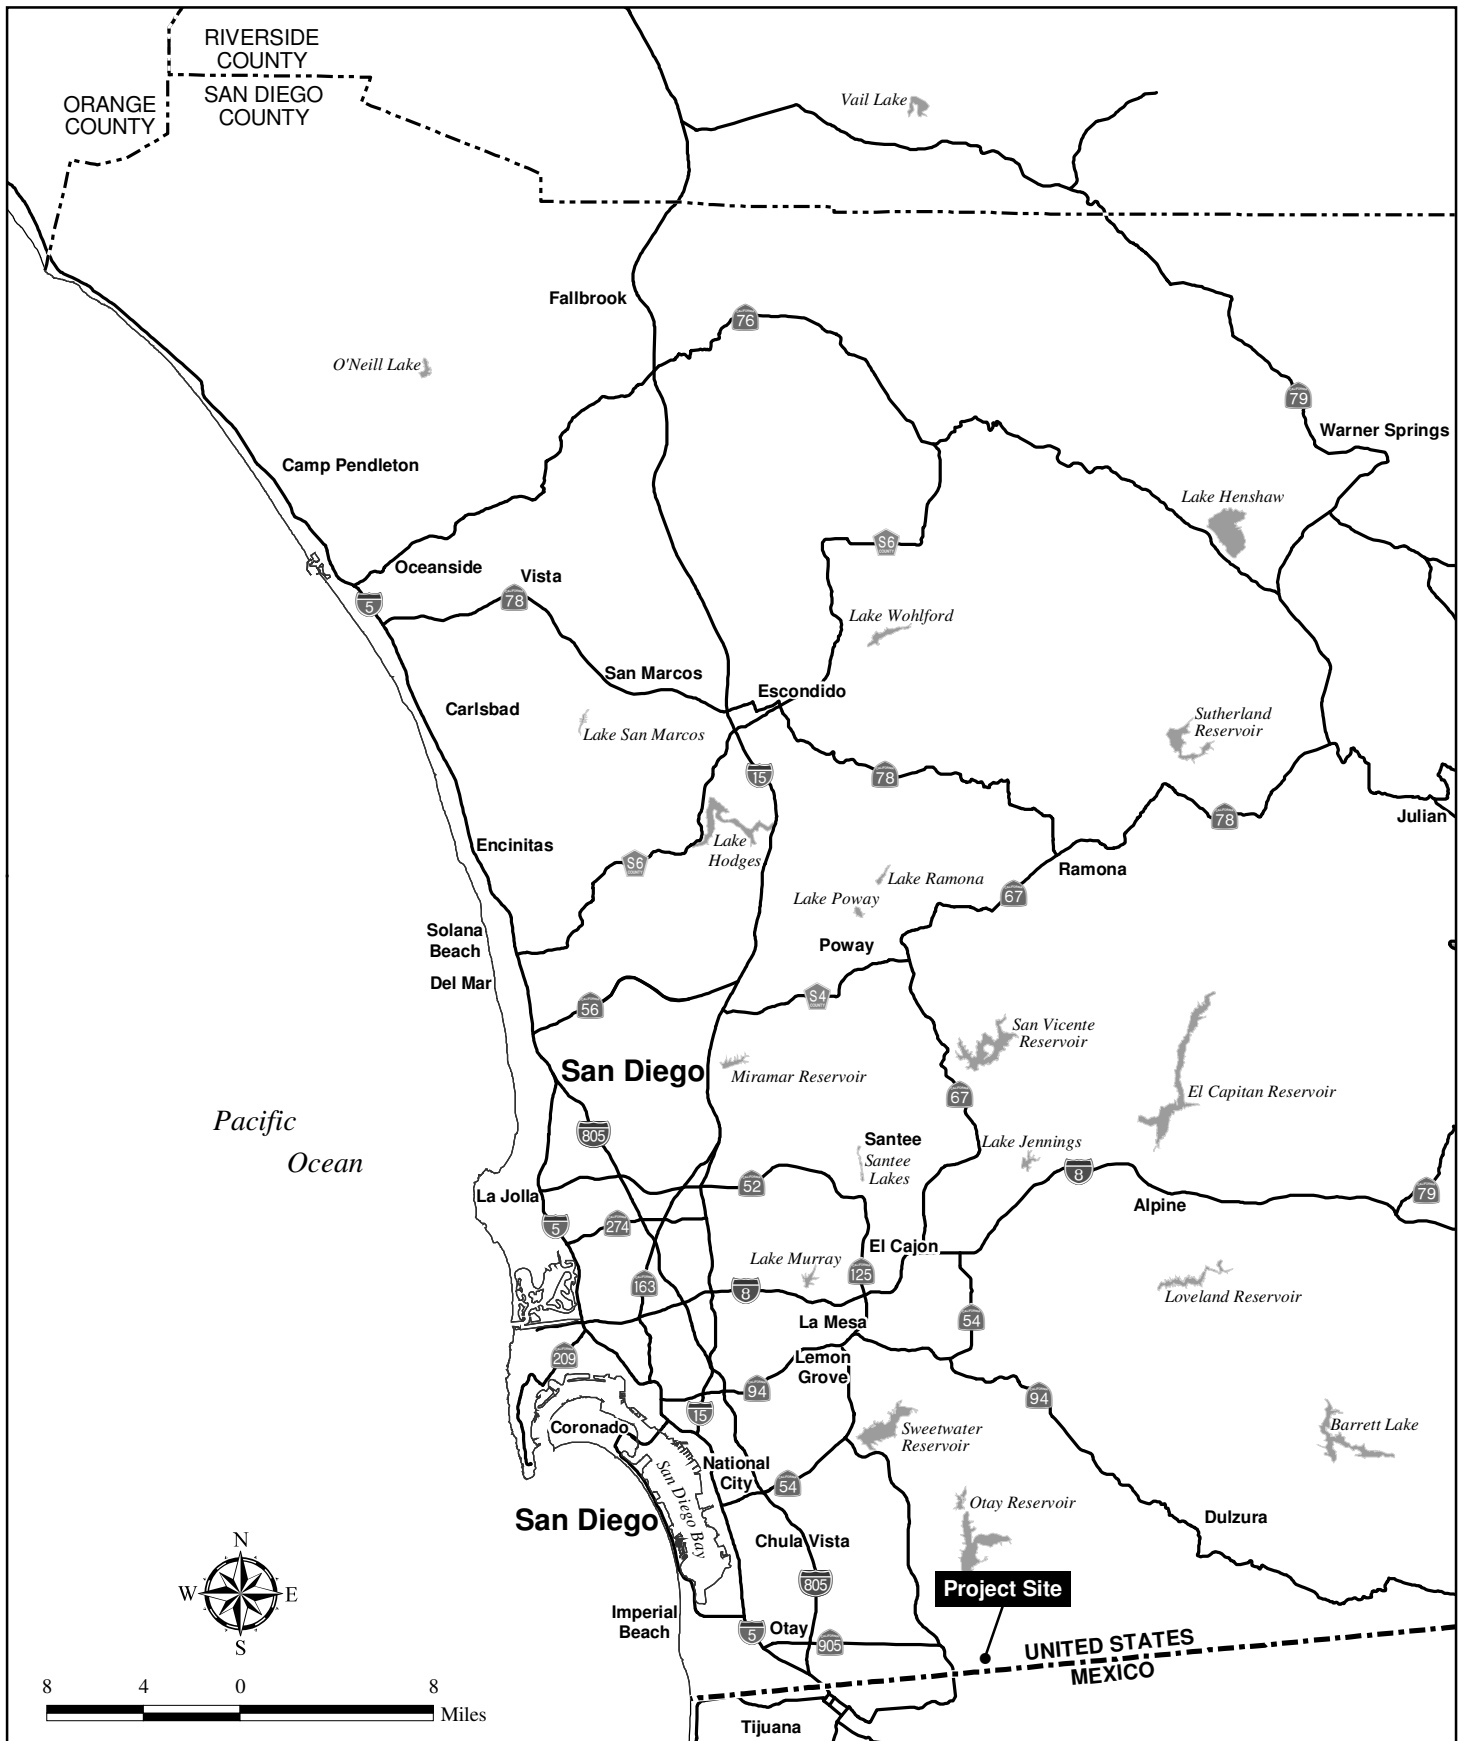 RIVERSIDE
COUNTY
ORANGE
COUNTY
SAN DIEGO
COUNTY
Vail Lake
Fallbrook
76
O'Neill Lake
79
Warner Springs
Camp Pendleton
Lake Henshaw
S6
COUNTY
Oceanside
Vista
78
5
Lake Wohlford
San Marcos
Escondido
Carlsbad
Lake San Marcos
Sutherland
Reservoir
15
78
78
Julian
Encinitas
Lake
Hodges
S6
COUNTY
Ramona
Lake Ramona
67
Lake Poway
Solana
Beach
Poway
Del Mar
S4
COUNTY
56
San Vicente
Reservoir
San Diego
Miramar Reservoir
El Capitan Reservoir
67
Pacific
Ocean
805
Santee
Santee
Lakes
Lake Jennings
8
52
La Jolla
Alpine
79
5
274
El Cajon
Lake Murray
125
163
8
Loveland Reservoir
La Mesa
54
209
Lemon
Grove
94
94
15
Coronado
Sweetwater
Reservoir
Barrett Lake
National
City
San Diego Bay
54
Otay Reservoir
San Diego
Dulzura
Chula Vista
805
Project Site
N
W
E
S
Imperial
Beach
5
Otay
905
UNITED STATES
MEXICO
8
4
0
8
Miles
Tijuana